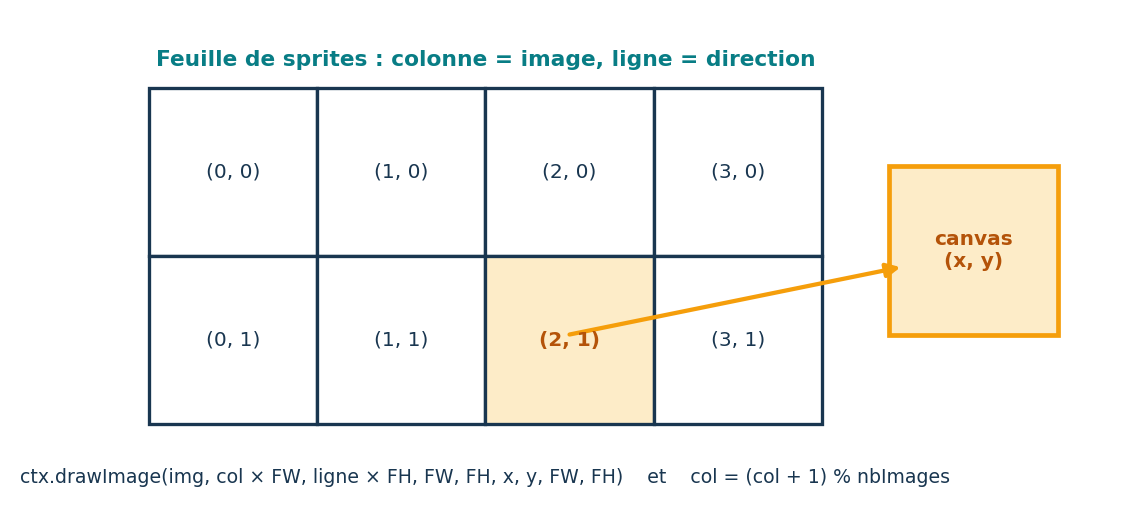 Feuille de sprites : colonne = image, ligne = direction
(0, 0) (1, 0) (2, 0) (3, 0)
canvas
(x, y)
(0, 1) (1, 1) (2, 1) (3, 1)
ctx.drawImage(img, col × FW, ligne × FH, FW, FH, x, y, FW, FH) et col = (col + 1) % nbImages